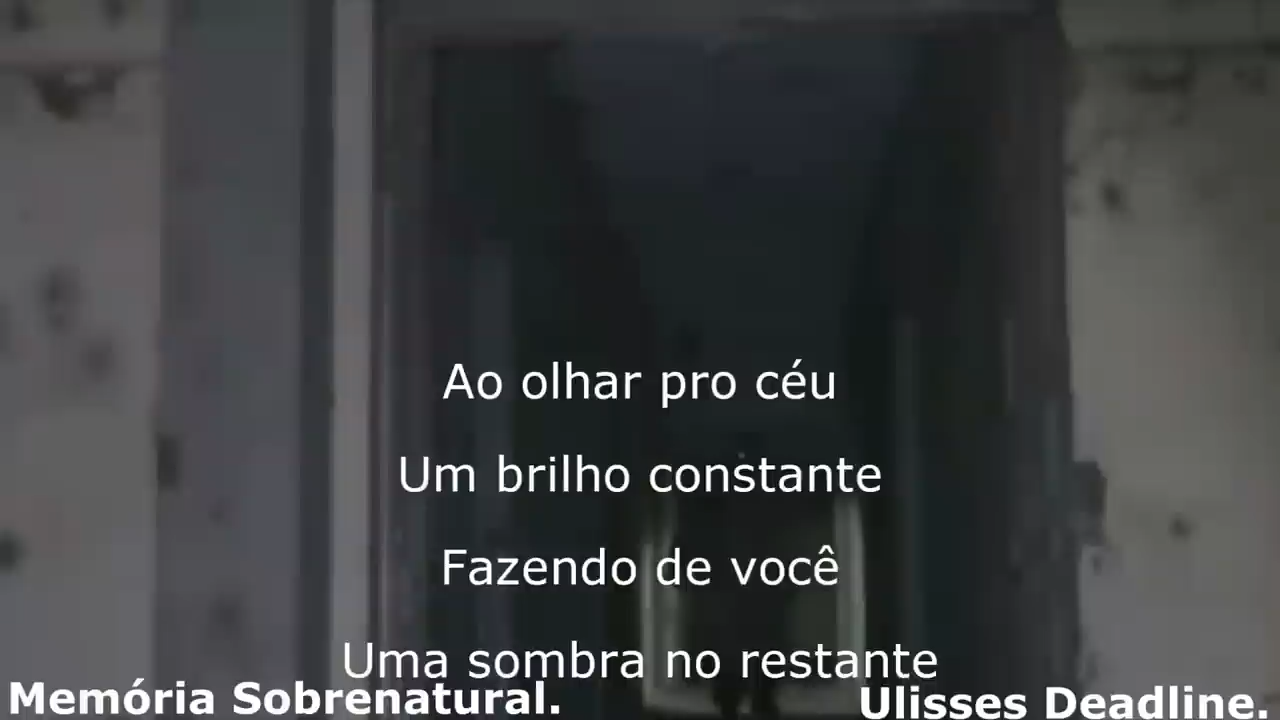 Ao olhar pro céu
Um brilho constante
Fazendo de você
Uma sombra no restante
Memória Sobrenatural.
Ulisses Deadline.